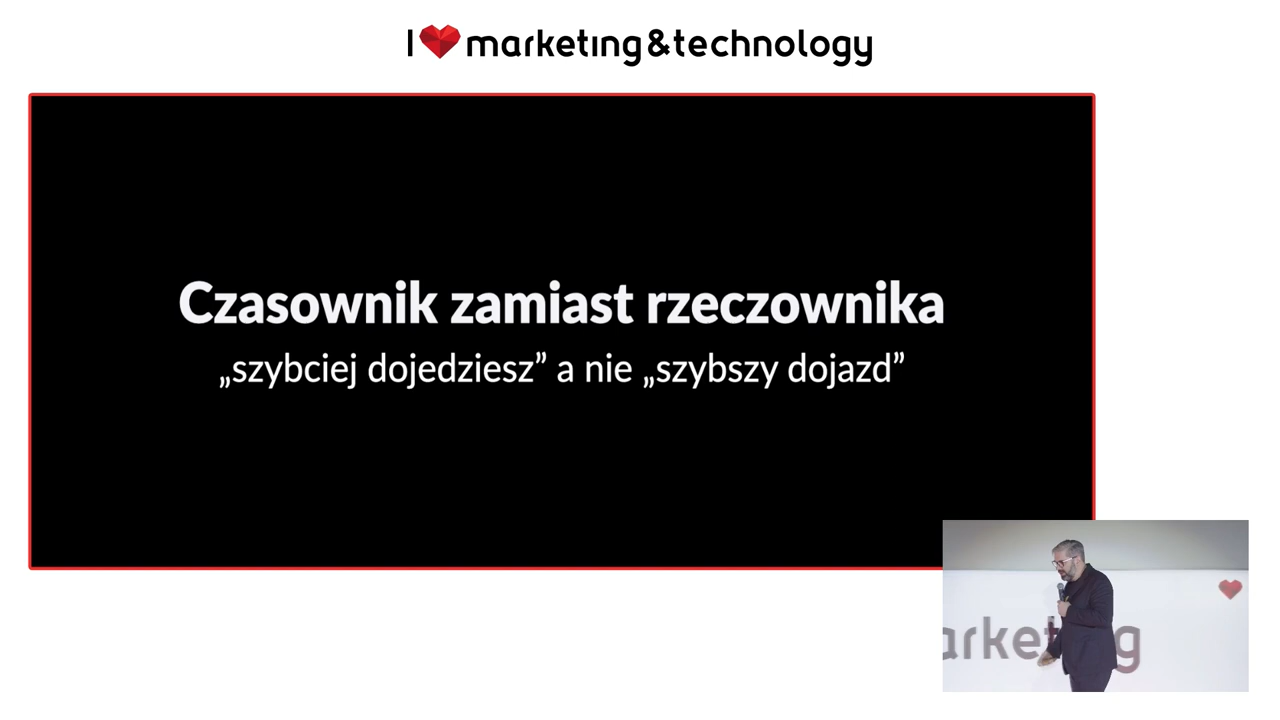 I marketing&technology
Czasownik zamiast rzeczownika
„szybciej dojedziesz” a nie „szybszy dojazd”
arketing